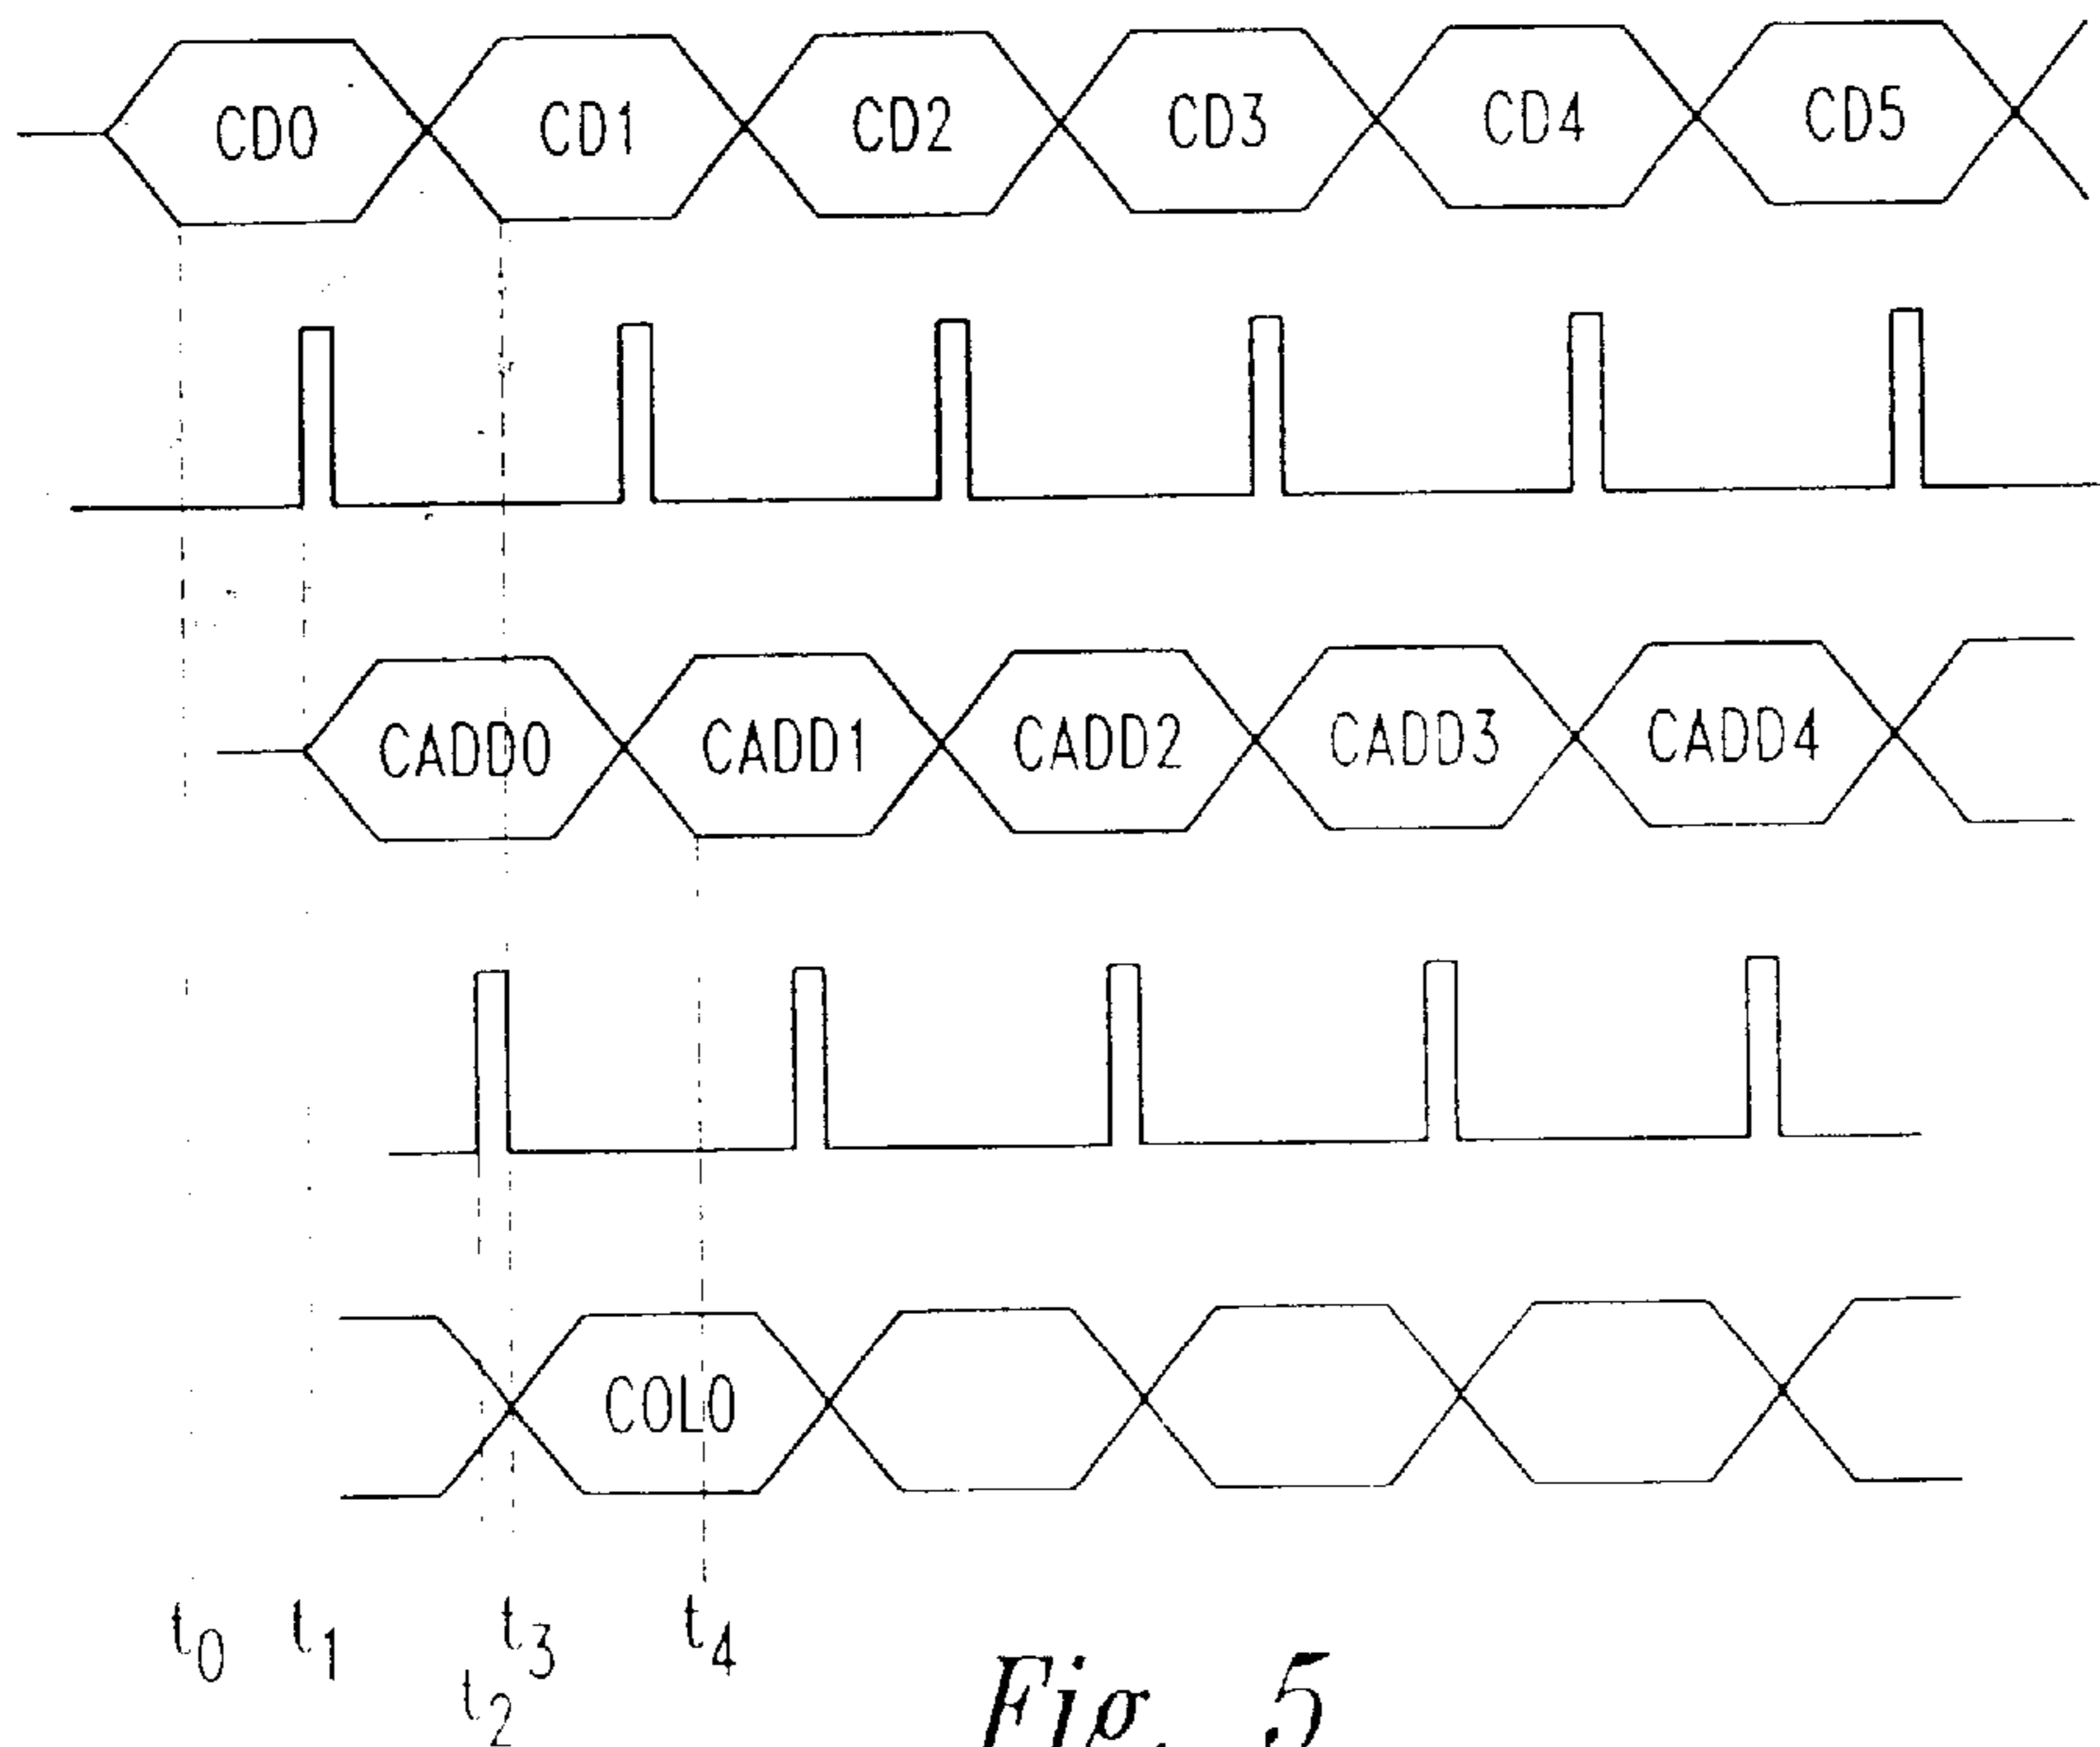 CD0 CD1 CD2 CD3 CD4 CD5
CADD0 CADD1 CADD2 CADD3 CADD4
COL0
t0 t1 t3 t4
t2
Fig. 5